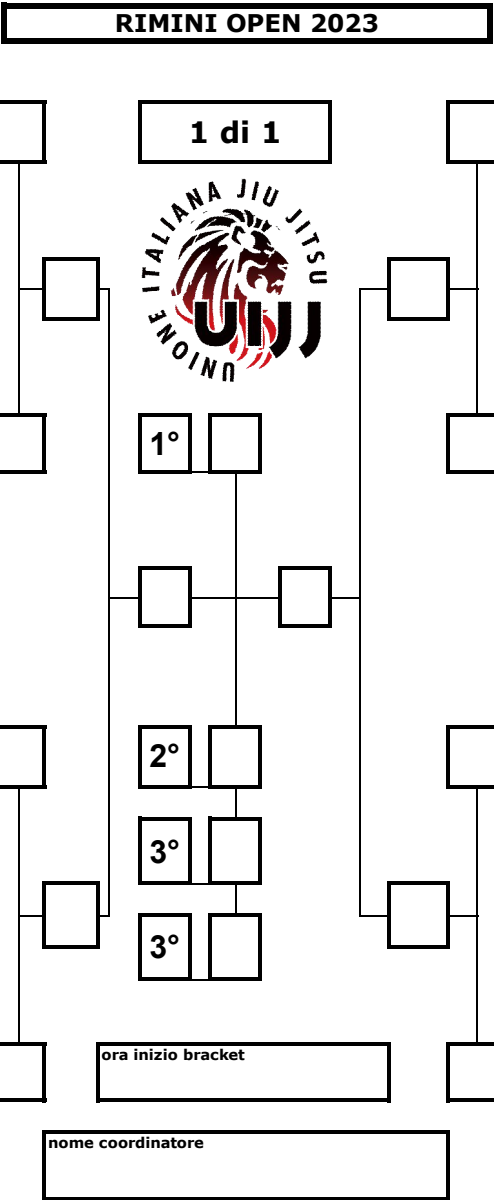 RIMINI OPEN 2023
1 di 1
UNIONE ITALIANA JIU JITSU
UIJJ
1°
2°
3°
3°
ora inizio bracket
nome coordinatore